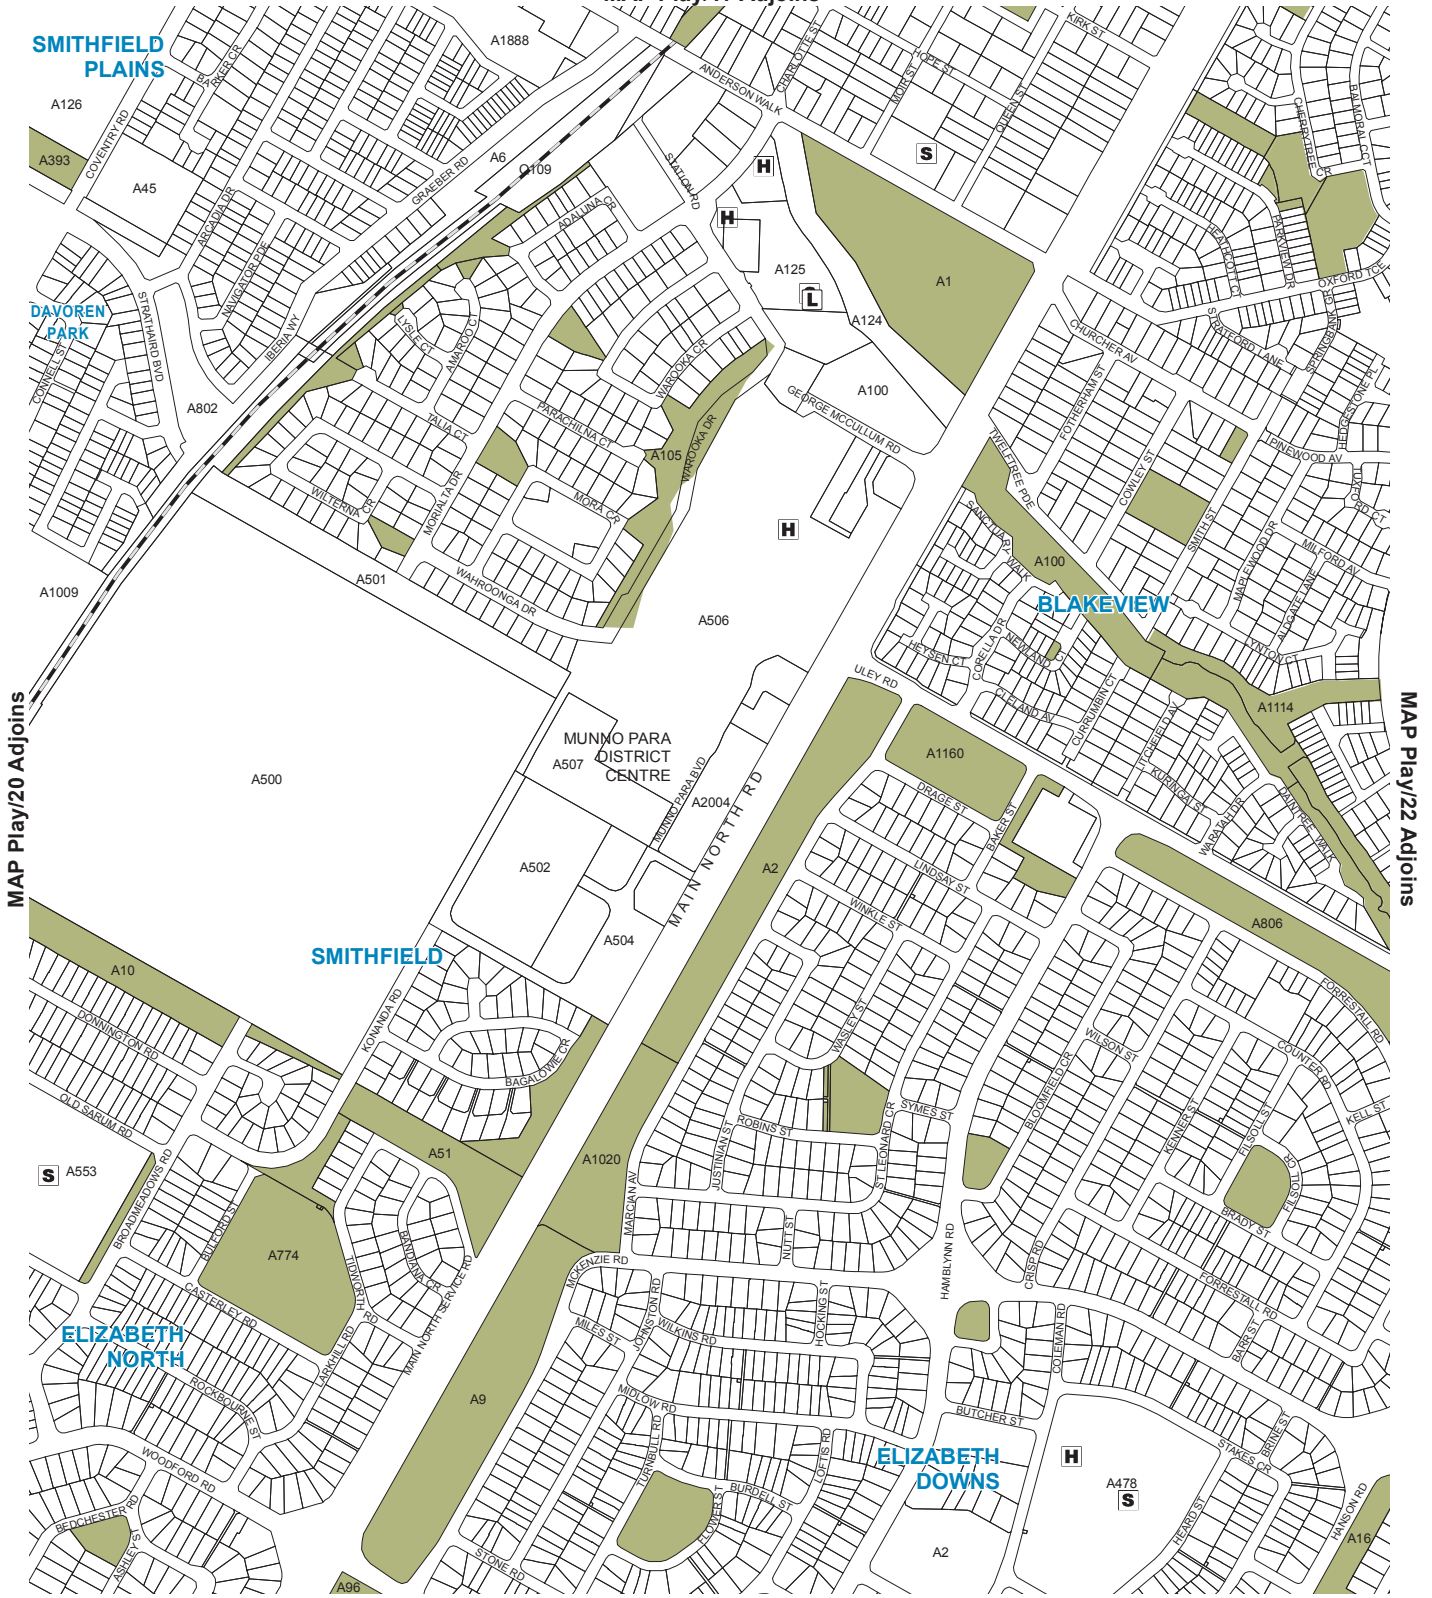 SMITHFIELD
PLAINS
A1888
CHARLOTTE ST
HOPE ST
KIRK ST
MOIR ST
QUEEN ST
ANDERSON WALK
BARKER CR
A126
COVENTRY RD
A393
A45
A6
O109
GRAEBER RD
STATION RD
H
S
CHERRYTREE CR
BALMORAL CCT
ARCADIA DR
ADALUNA CR
H
NAVIGATOR PDE
A125
A1
HEATHCOTT CT
PARKVIEW DR
OXFORD TCE
DAVOREN
PARK
STRATHAIRD BVD
IBERIA WY
LYSLE CT
AMAROO CT
L
A124
CHURCHER AV
STRATFORD LANE
SPRINGBANK GR
CONNELL ST
A802
TALIA CT
PARACHILNA CT
WAROOKA CR
GEORGE MCCULLUM RD
A100
FOTHERHAM ST
HEDGESTONE PL
PINEWOOD AV
A105
WAROOKA DR
TWELFTREE PDE
COWLEY ST
OXFORD CT
WILTERNA CR
MORIALTA DR
MORA CR
SANCTUARY WALK
SMITH ST
MAPLEWOOD DR
MILFORD AV
H
A1009
A501
WAHROONGA DR
A100
ALDGATE LANE
BLAKEVIEW
A506
HEYSEN CT
CORELLA DR
NEWLAND CT
LYNTON CT
ULEY RD
CLELAND AV
CURRUMBIN CT
LITCHFIELD AV
A1114
MAP Play/20 Adjoins
MAP Play/22 Adjoins
MUNNO PARA
DISTRICT
CENTRE
A507
A500
A1160
KURINGAI ST
WARATAH DR
DAINTREE WALK
MUNNO PARA BVD
A2004
MAIN NORTH RD
DRAGE ST
BAKER ST
A502
A2
LINDSAY ST
WINKLE ST
A806
A504
SMITHFIELD
A10
FORRESTALL RD
DONNINGTON RD
KONANDA RD
WASLEY ST
WILSON ST
BAGALOWIE CR
BLOOMFIELD CR
COUNTER RD
OLD SARUM RD
ROBINS ST
SYMES ST
ST LEONARD CR
KENNER ST
FILSOLL ST
KELL ST
A51
A1020
JUSTINIAN ST
S
A553
BROADMEADOWS RD
BULFORD ST
MARCIAN AV
NUTT ST
FILSOLL CR
BRADY ST
A774
TIDWORTH RD
BANDIANA CR
MCKENZIE RD
HAMBLYNN RD
CRISP RD
FORRESTALL RD
CASTERLEY RD
MAIN NORTH SERVICE RD
MILES ST
JOHNSTON RD
WILKINS RD
HOCKING ST
COLEMAN RD
BARR ST
ELIZABETH
NORTH
LARKHILL RD
ROCKBOURNE ST
A9
MIDLOW RD
BUTCHER ST
WOODFORD RD
TURNBULL RD
LOFTIS RD
ELIZABETH
DOWNS
H
STAKES CR
BRINE ST
A478
S
BEDCHESTER RD
ASHLEY ST
FLOWER ST
BURDELL ST
HEARD ST
HANSON RD
A16
STONE RD
A2
A96